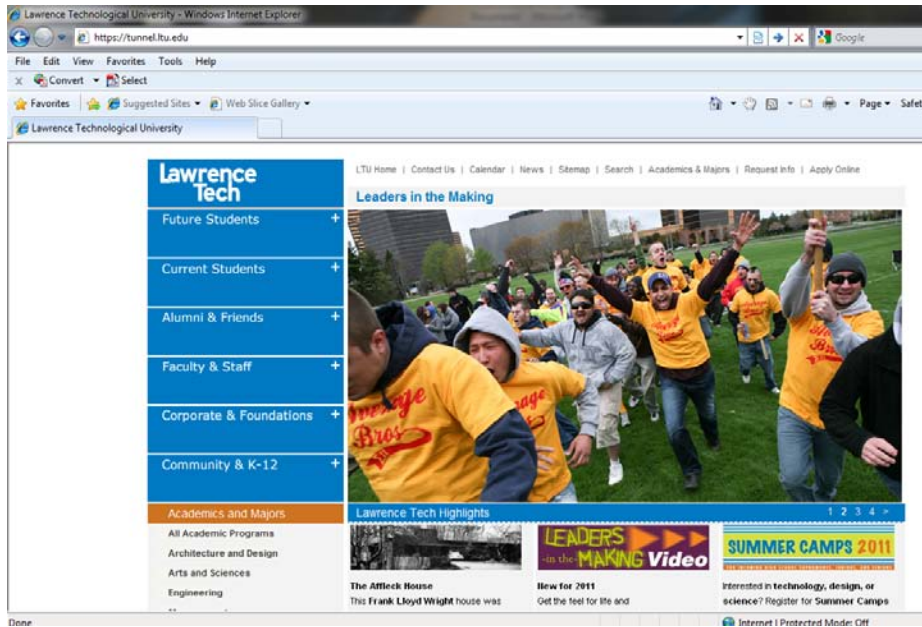 Lawrence Technological University - Windows Internet Explorer
https://tunnel.ltu.edu
Google
File Edit View Favorites Tools Help
x Convert Select
Favorites Suggested Sites Web Slice Gallery
Page Safet
Lawrence Technological University
Lawrence
Tech
LTU Home | Contact Us | Calendar | News | Sitemap | Search | Academics & Majors | Request Info | Apply Online
Leaders in the Making
Future Students +
Current Students +
Alumni & Friends +
Faculty & Staff +
Corporate & Foundations +
Community & K-12 +
Average
Bros
Academics and Majors
All Academic Programs
Architecture and Design
Arts and Sciences
Engineering
Lawrence Tech Highlights
1 2 3 4 >
The Affleck House
This Frank Lloyd Wright house was
LEADERS
-in the-MAKING Video
New for 2011
Get the feel for life and
SUMMER CAMPS 2011
Interested in technology, design, or
science? Register for Summer Camps
Done
Internet | Protected Mode: Off